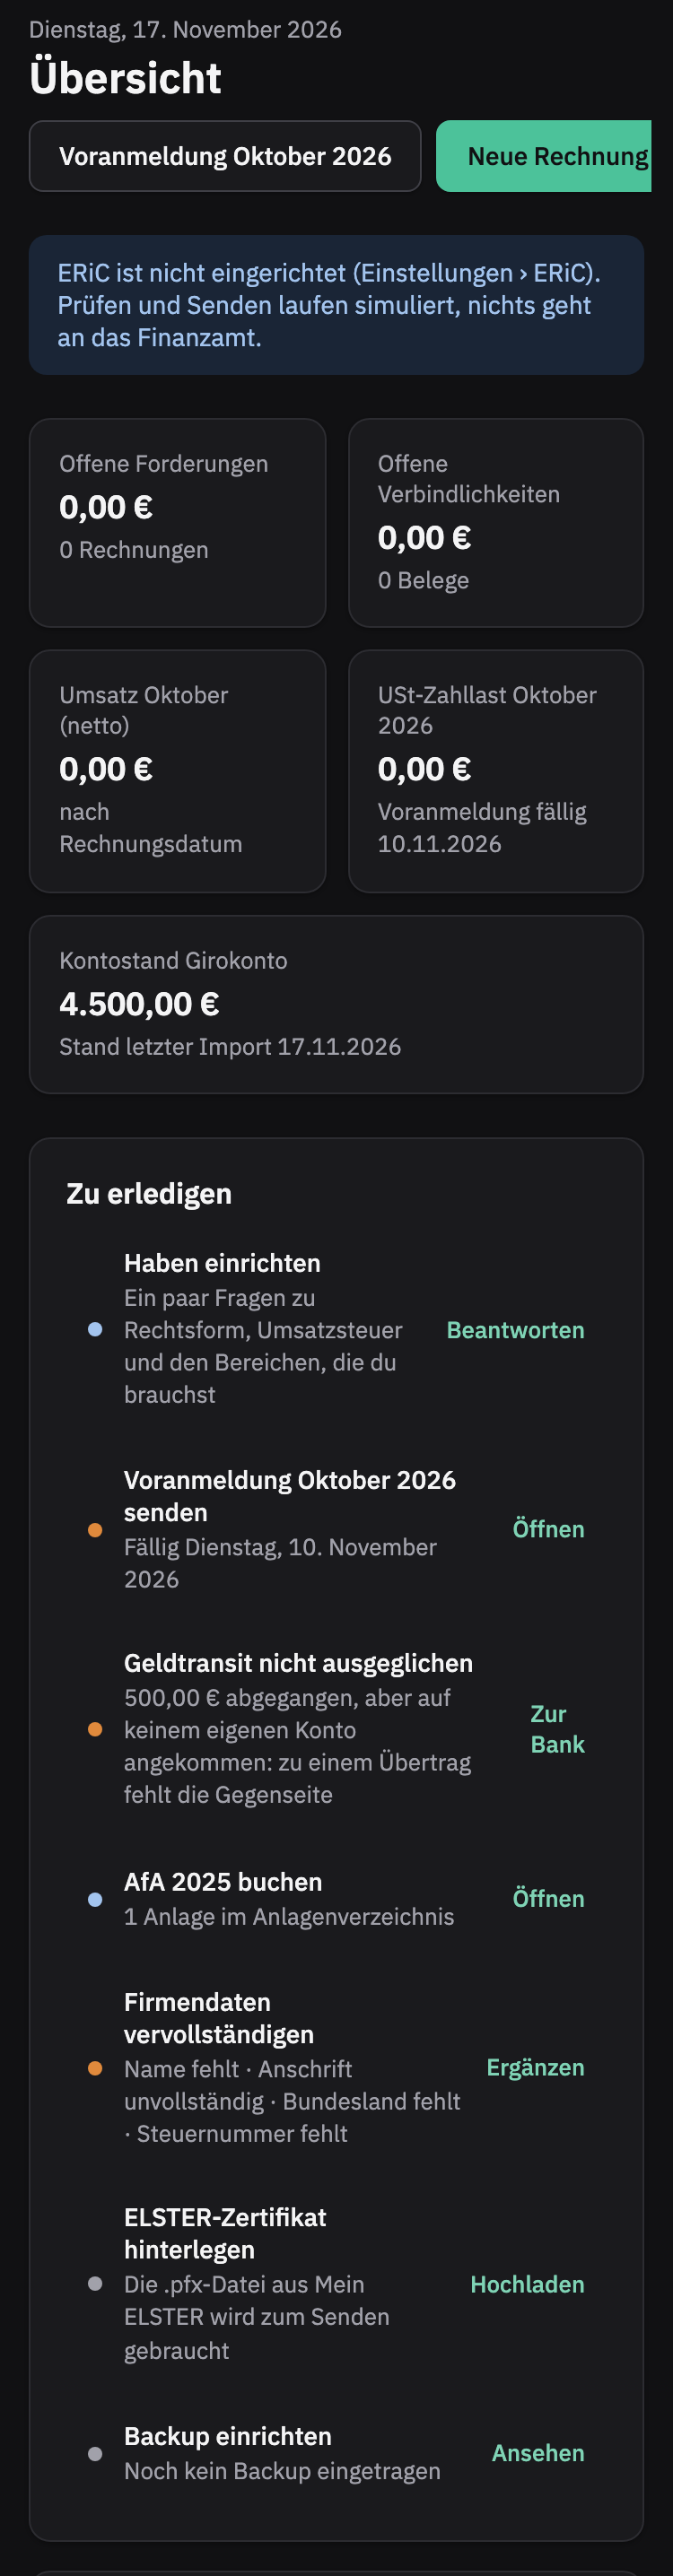 Dienstag, 17. November 2026
Übersicht
Voranmeldung Oktober 2026
Neue Rechnung
ERiC ist nicht eingerichtet (Einstellungen › ERiC).
Prüfen und Senden laufen simuliert, nichts geht
an das Finanzamt.
Offene Forderungen
0,00 €
0 Rechnungen
Offene
Verbindlichkeiten
0,00 €
0 Belege
Umsatz Oktober
(netto)
0,00 €
nach
Rechnungsdatum
USt-Zahllast Oktober
2026
0,00 €
Voranmeldung fällig
10.11.2026
Kontostand Girokonto
4.500,00 €
Stand letzter Import 17.11.2026
Zu erledigen
Haben einrichten
Ein paar Fragen zu
Rechtsform, Umsatzsteuer
und den Bereichen, die du
brauchst
Beantworten
Voranmeldung Oktober 2026
senden
Fällig Dienstag, 10. November
2026
Öffnen
Geldtransit nicht ausgeglichen
500,00 € abgegangen, aber auf
keinem eigenen Konto
angekommen: zu einem Übertrag
fehlt die Gegenseite
Zur
Bank
AfA 2025 buchen
1 Anlage im Anlagenverzeichnis
Öffnen
Firmendaten
vervollständigen
Name fehlt · Anschrift
unvollständig · Bundesland fehlt
· Steuernummer fehlt
Ergänzen
ELSTER-Zertifikat
hinterlegen
Die .pfx-Datei aus Mein
ELSTER wird zum Senden
gebraucht
Hochladen
Backup einrichten
Noch kein Backup eingetragen
Ansehen